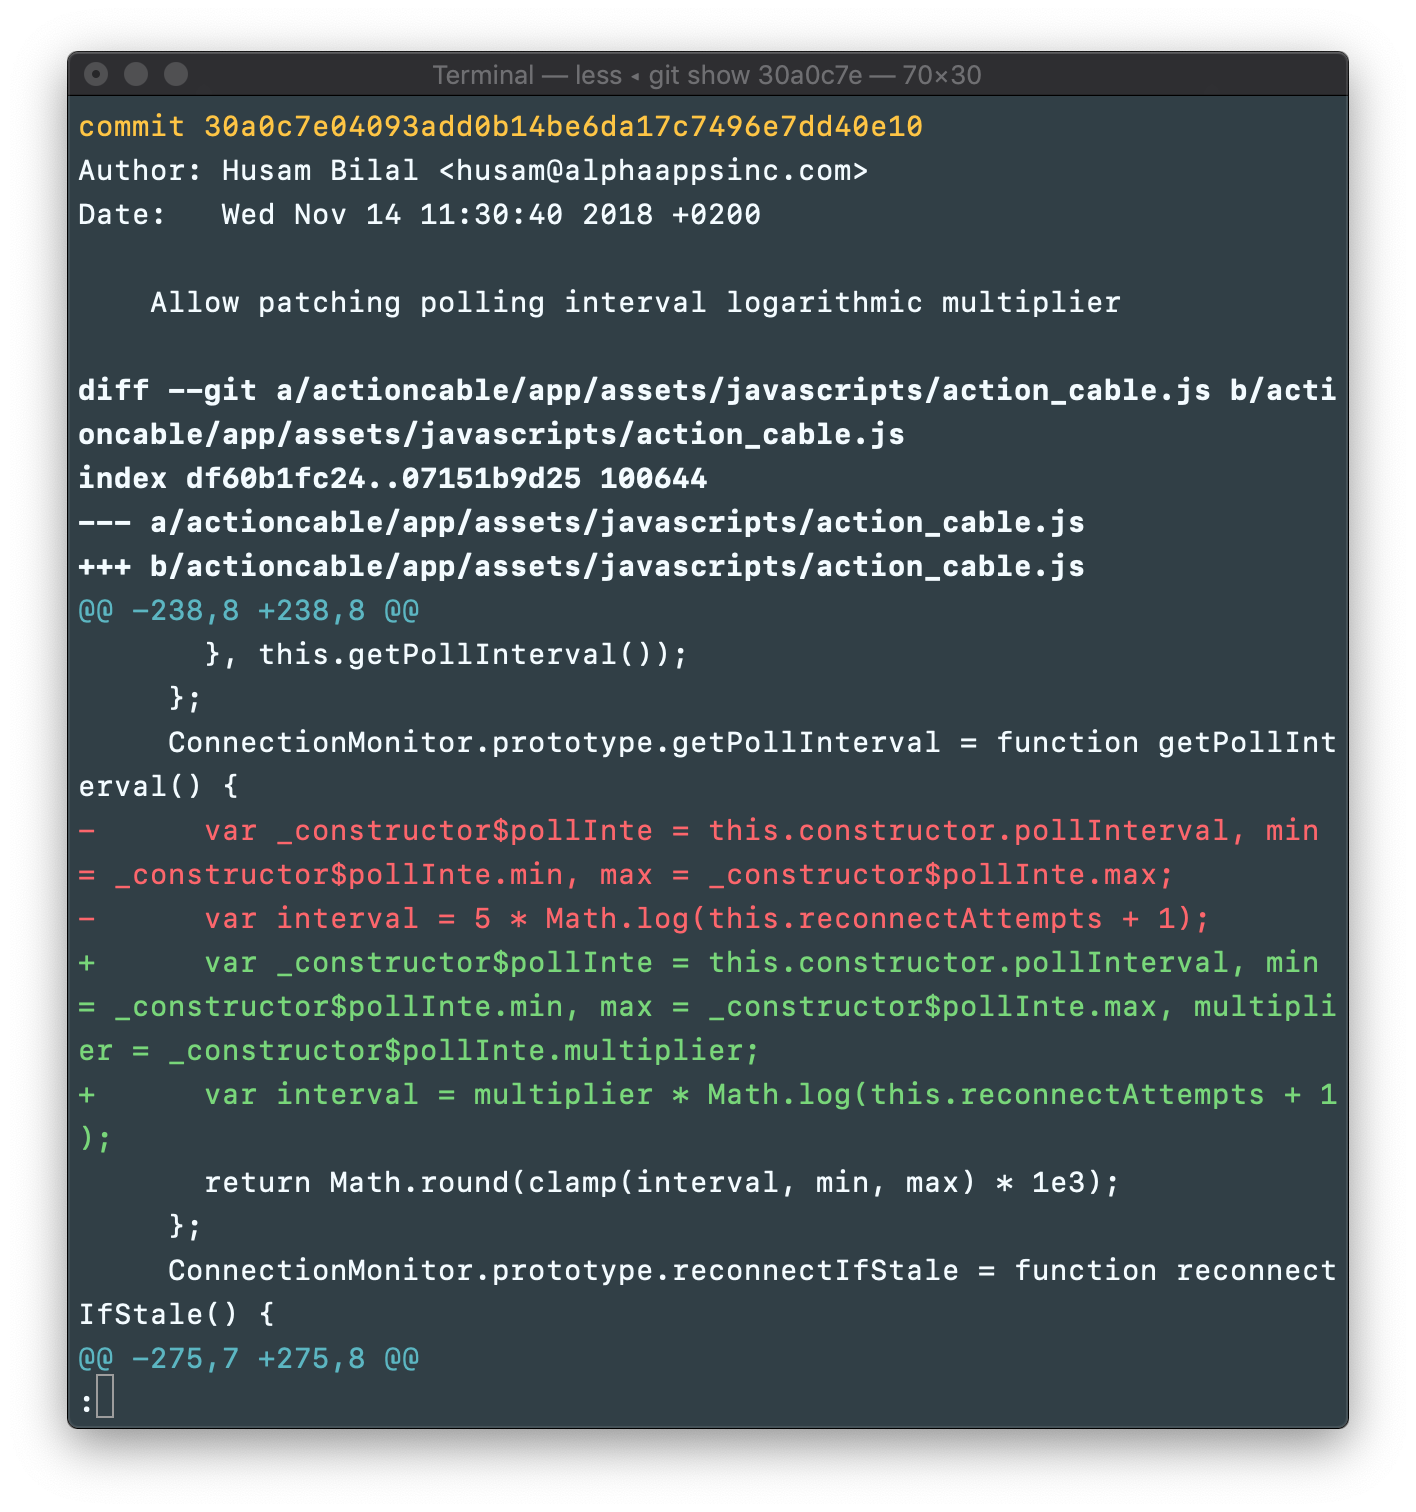 Terminal — less ◂ git show 30a0c7e — 70×30
commit 30a0c7e04093add0b14be6da17c7496e7dd40e10
Author: Husam Bilal <husam@alphaappsinc.com>
Date:   Wed Nov 14 11:30:40 2018 +0200

    Allow patching polling interval logarithmic multiplier

diff --git a/actioncable/app/assets/javascripts/action_cable.js b/acti
oncable/app/assets/javascripts/action_cable.js
index df60b1fc24..07151b9d25 100644
--- a/actioncable/app/assets/javascripts/action_cable.js
+++ b/actioncable/app/assets/javascripts/action_cable.js
@@ -238,8 +238,8 @@
       }, this.getPollInterval());
     };
     ConnectionMonitor.prototype.getPollInterval = function getPollInt
erval() {
-      var _constructor$pollInte = this.constructor.pollInterval, min
= _constructor$pollInte.min, max = _constructor$pollInte.max;
-      var interval = 5 * Math.log(this.reconnectAttempts + 1);
+      var _constructor$pollInte = this.constructor.pollInterval, min
= _constructor$pollInte.min, max = _constructor$pollInte.max, multipli
er = _constructor$pollInte.multiplier;
+      var interval = multiplier * Math.log(this.reconnectAttempts + 1
);
       return Math.round(clamp(interval, min, max) * 1e3);
     };
     ConnectionMonitor.prototype.reconnectIfStale = function reconnect
IfStale() {
@@ -275,7 +275,8 @@
: